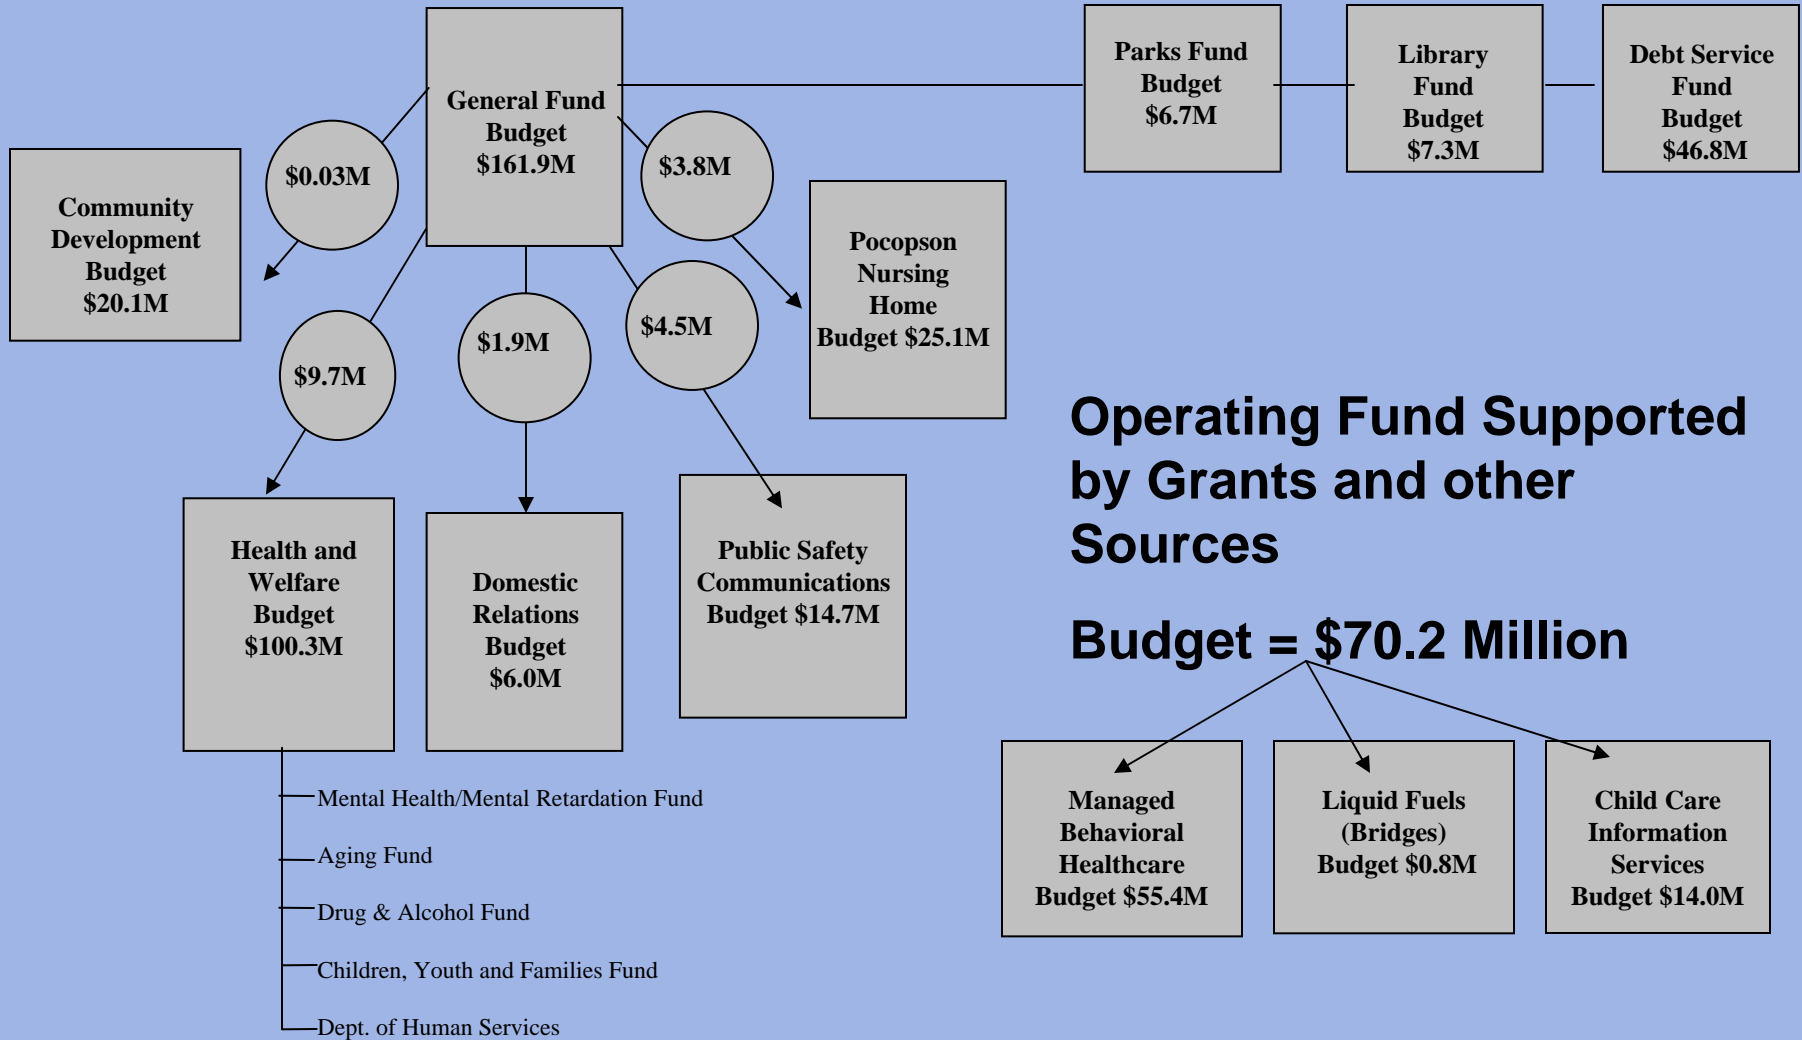 General Fund
Budget
$161.9M
Parks Fund
Budget
$6.7M
Library
Fund
Budget
$7.3M
Debt Service
Fund
Budget
$46.8M
$0.03M
$3.8M
Community
Development
Budget
$20.1M
Pocopson
Nursing
Home
Budget $25.1M
$9.7M
$1.9M
$4.5M
Health and
Welfare
Budget
$100.3M
Domestic
Relations
Budget
$6.0M
Public Safety
Communications
Budget $14.7M
Mental Health/Mental Retardation Fund
Aging Fund
Drug & Alcohol Fund
Children, Youth and Families Fund
Dept. of Human Services
Operating Fund Supported
by Grants and other
Sources
Budget = $70.2 Million
Managed
Behavioral
Healthcare
Budget $55.4M
Liquid Fuels
(Bridges)
Budget $0.8M
Child Care
Information
Services
Budget $14.0M